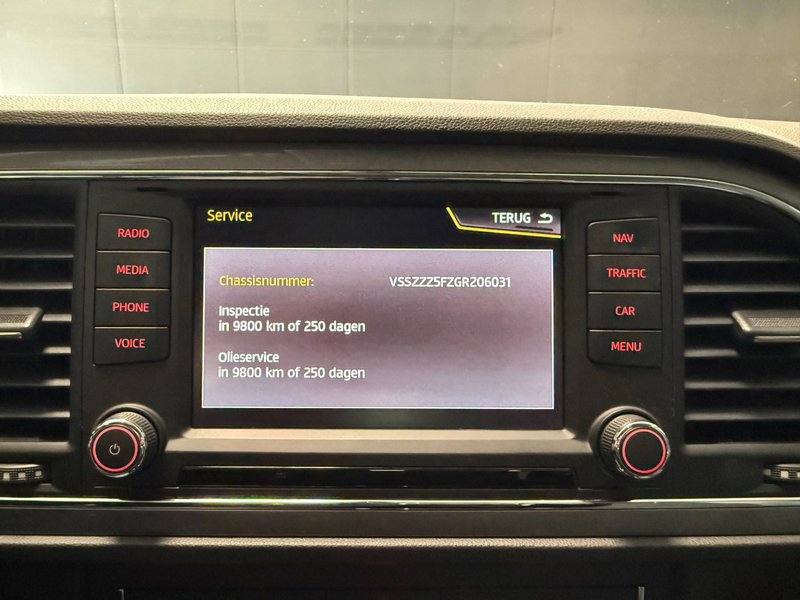 Service
TERUG
RADIO
MEDIA
PHONE
VOICE
Chassisnummer: VSSZZZ5FZGR206031
Inspectie
in 9800 km of 250 dagen
Olieservice
in 9800 km of 250 dagen
NAV
TRAFFIC
CAR
MENU